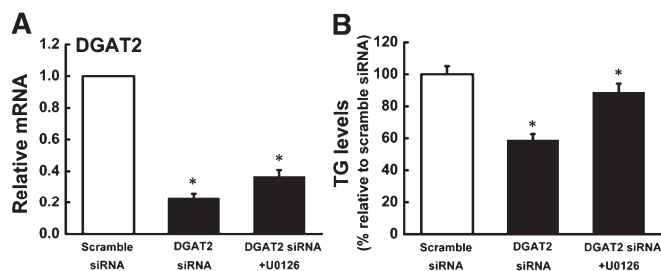 A
DGAT2
Relative mRNA
1.2
1.0
0.8
0.6
0.4
0.2
0
*
*
Scramble
siRNA
DGAT2
siRNA
DGAT2 siRNA
+U0126
B
TG levels
(% relative to scramble siRNA)
120
100
80
60
40
20
0
*
*
Scramble
siRNA
DGAT2
siRNA
DGAT2 siRNA
+U0126